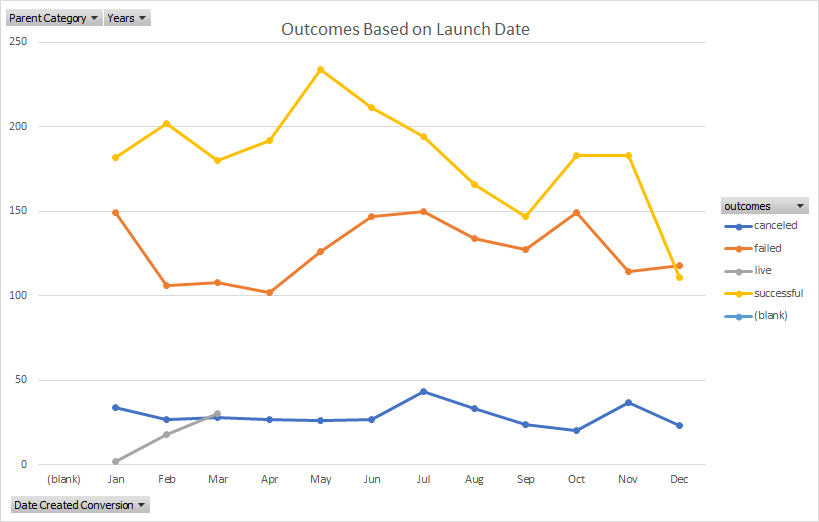 Parent Category Years
Outcomes Based on Launch Date
250
200
150
100
50
0
(blank) Jan Feb Mar Apr May Jun Jul Aug Sep Oct Nov Dec
outcomes
canceled
failed
live
successful
(blank)
Date Created Conversion